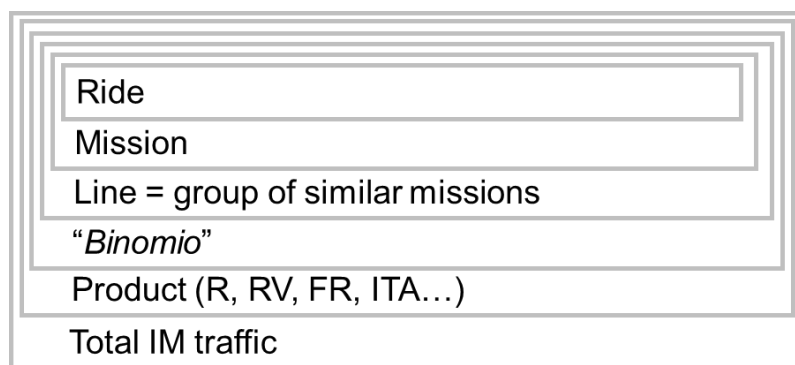 Ride
Mission
Line = group of similar missions
“Binomio”
Product (R, RV, FR, ITA…)
Total IM traffic